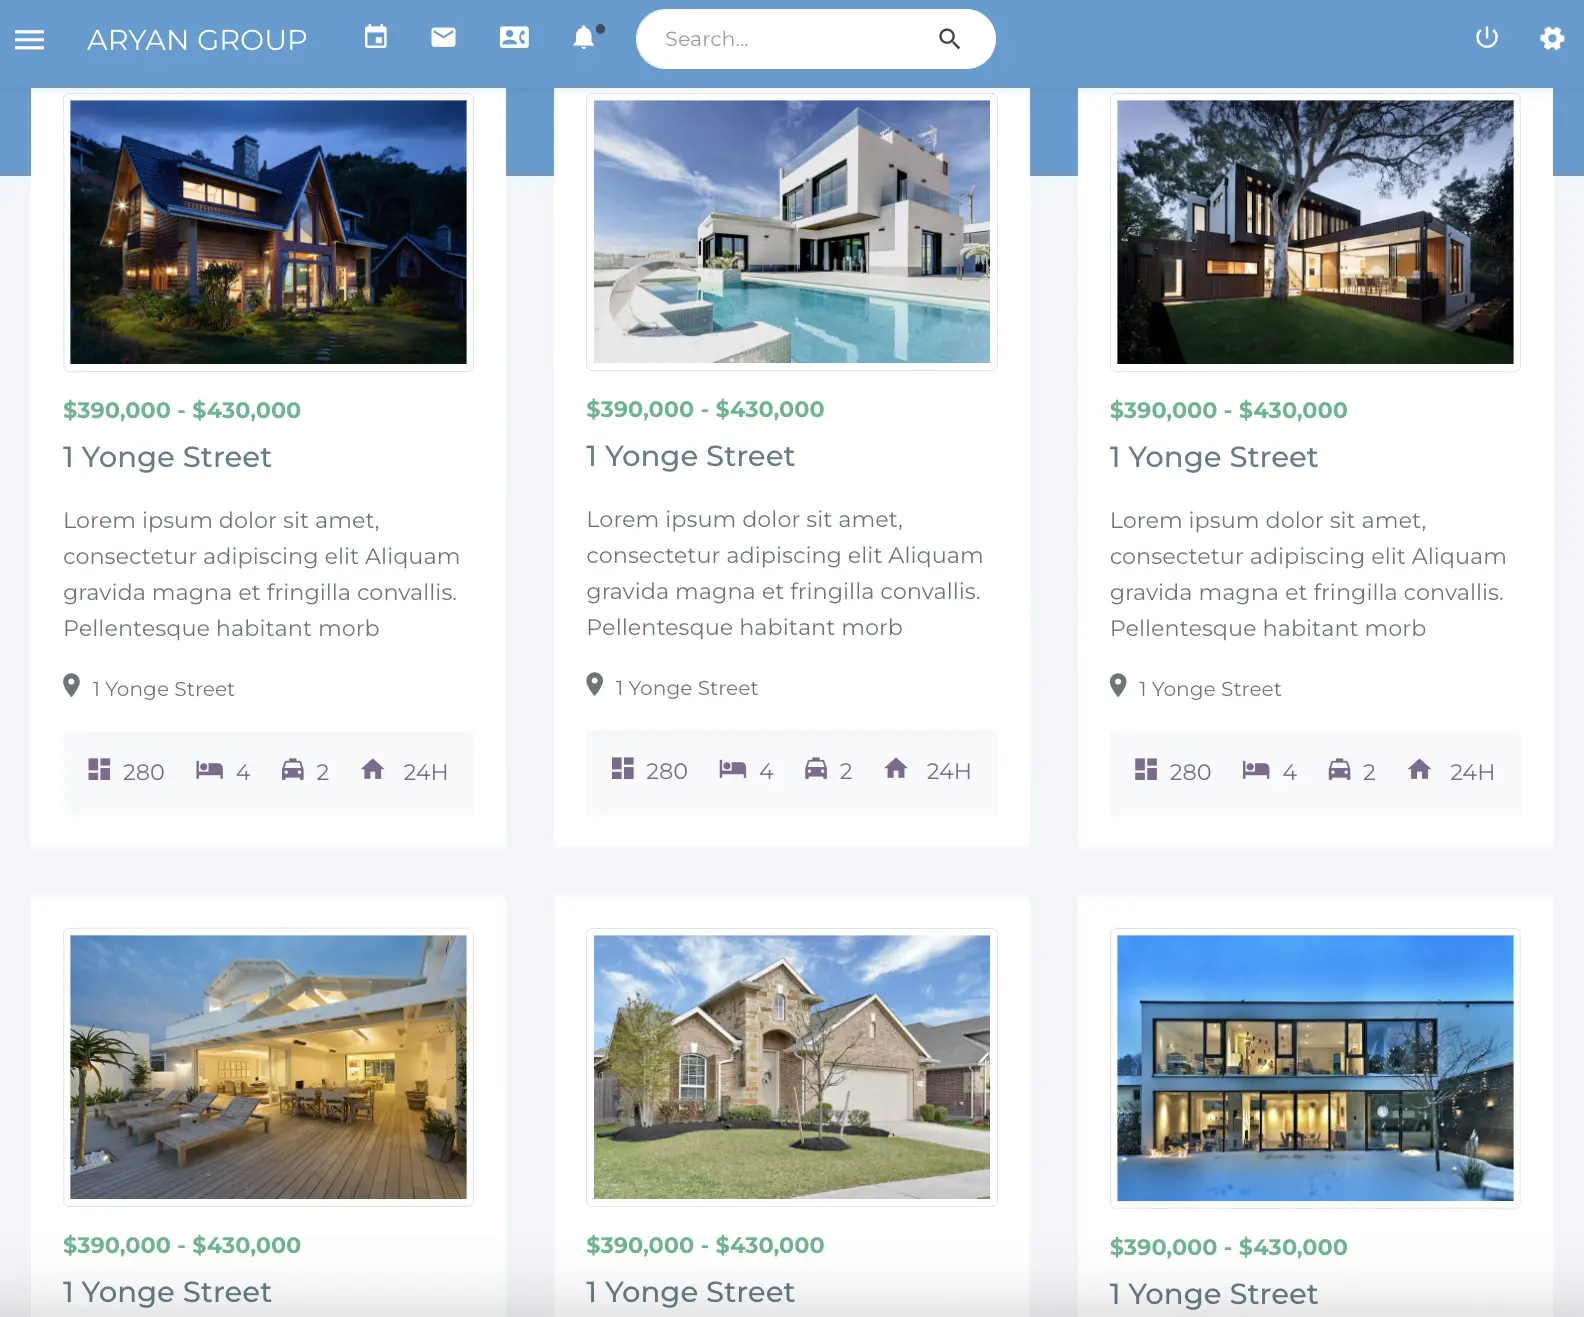 ARYAN GROUP
Search...
$390,000 - $430,000
1 Yonge Street
Lorem ipsum dolor sit amet,
consectetur adipiscing elit Aliquam
gravida magna et fringilla convallis.
Pellentesque habitant morb
1 Yonge Street
280 4 2 24H
$390,000 - $430,000
1 Yonge Street
Lorem ipsum dolor sit amet,
consectetur adipiscing elit Aliquam
gravida magna et fringilla convallis.
Pellentesque habitant morb
1 Yonge Street
280 4 2 24H
$390,000 - $430,000
1 Yonge Street
Lorem ipsum dolor sit amet,
consectetur adipiscing elit Aliquam
gravida magna et fringilla convallis.
Pellentesque habitant morb
1 Yonge Street
280 4 2 24H
$390,000 - $430,000
1 Yonge Street
$390,000 - $430,000
1 Yonge Street
$390,000 - $430,000
1 Yonge Street